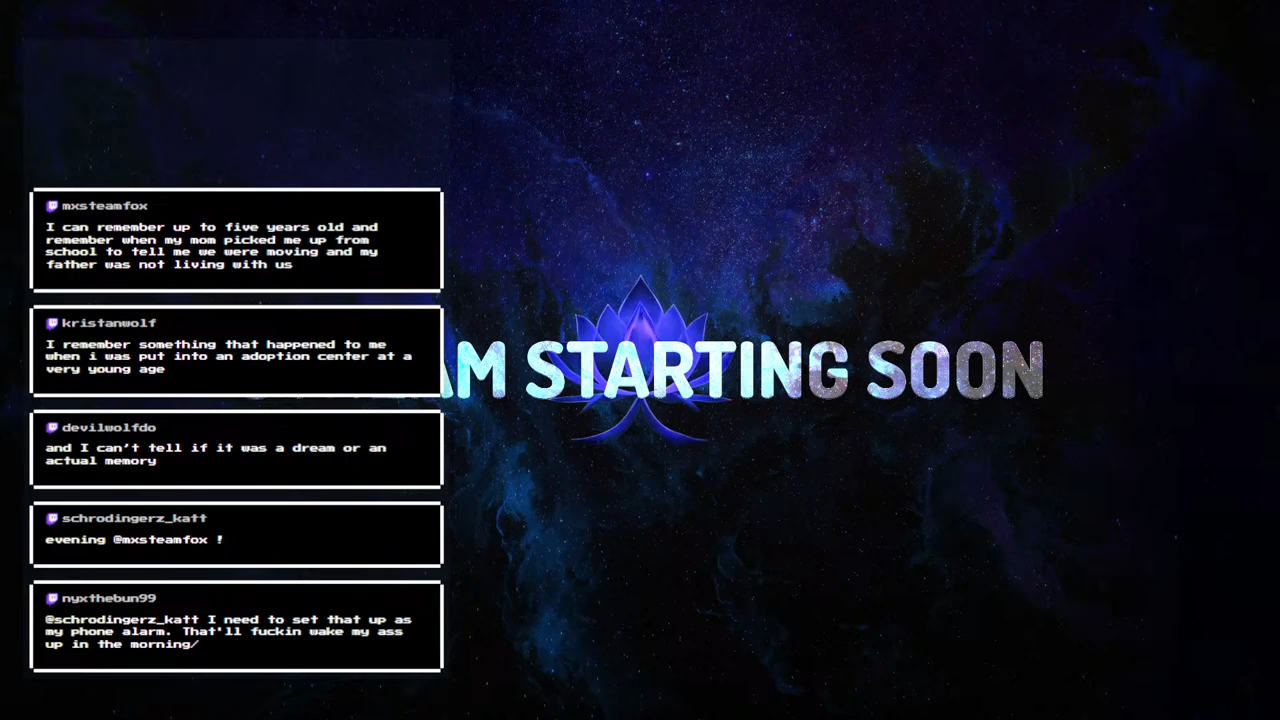 mxsteamfox
I can remember up to five years old and
remember when my mom picked me up from
school to tell me we were moving and my
father was not living with us
kristanwolf
I remember something that happened to me
when i was put into an adoption center at a
very young age
AM STARTING SOON
devilwolfdo
and I can't tell if it was a dream or an
actual memory
schrodingerz_katt
evening @mxsteamfox !
nyxthebun99
@schrodingerz_katt I need to set that up as
my phone alarm. That'll fuckin wake my ass
up in the morning/